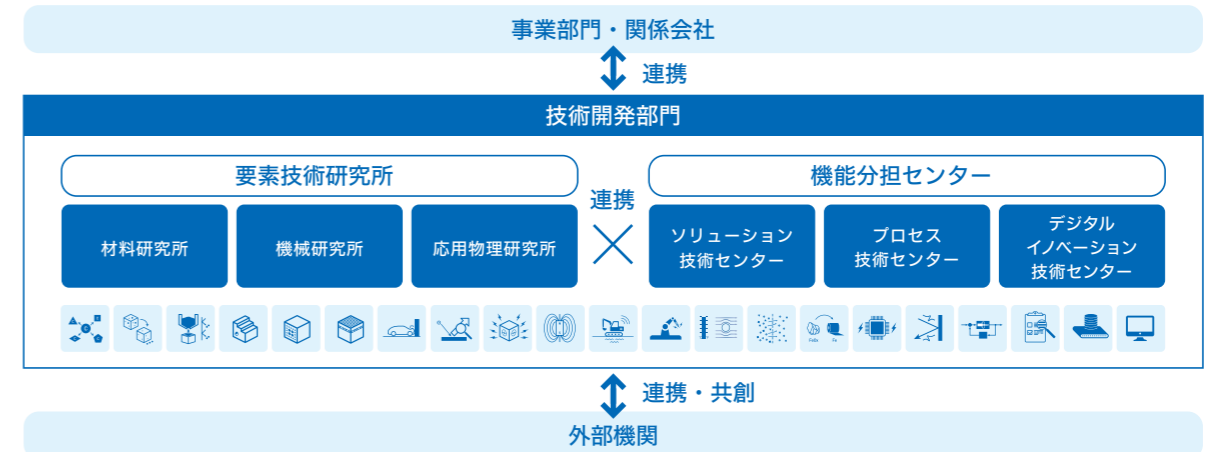 事業部門・関係会社
連携
技術開発部門
要素技術研究所
機能分担センター
連携
材料研究所
機械研究所
応用物理研究所
ソリューション
技術センター
プロセス
技術センター
デジタル
イノベーション
技術センター
連携・共創
外部機関